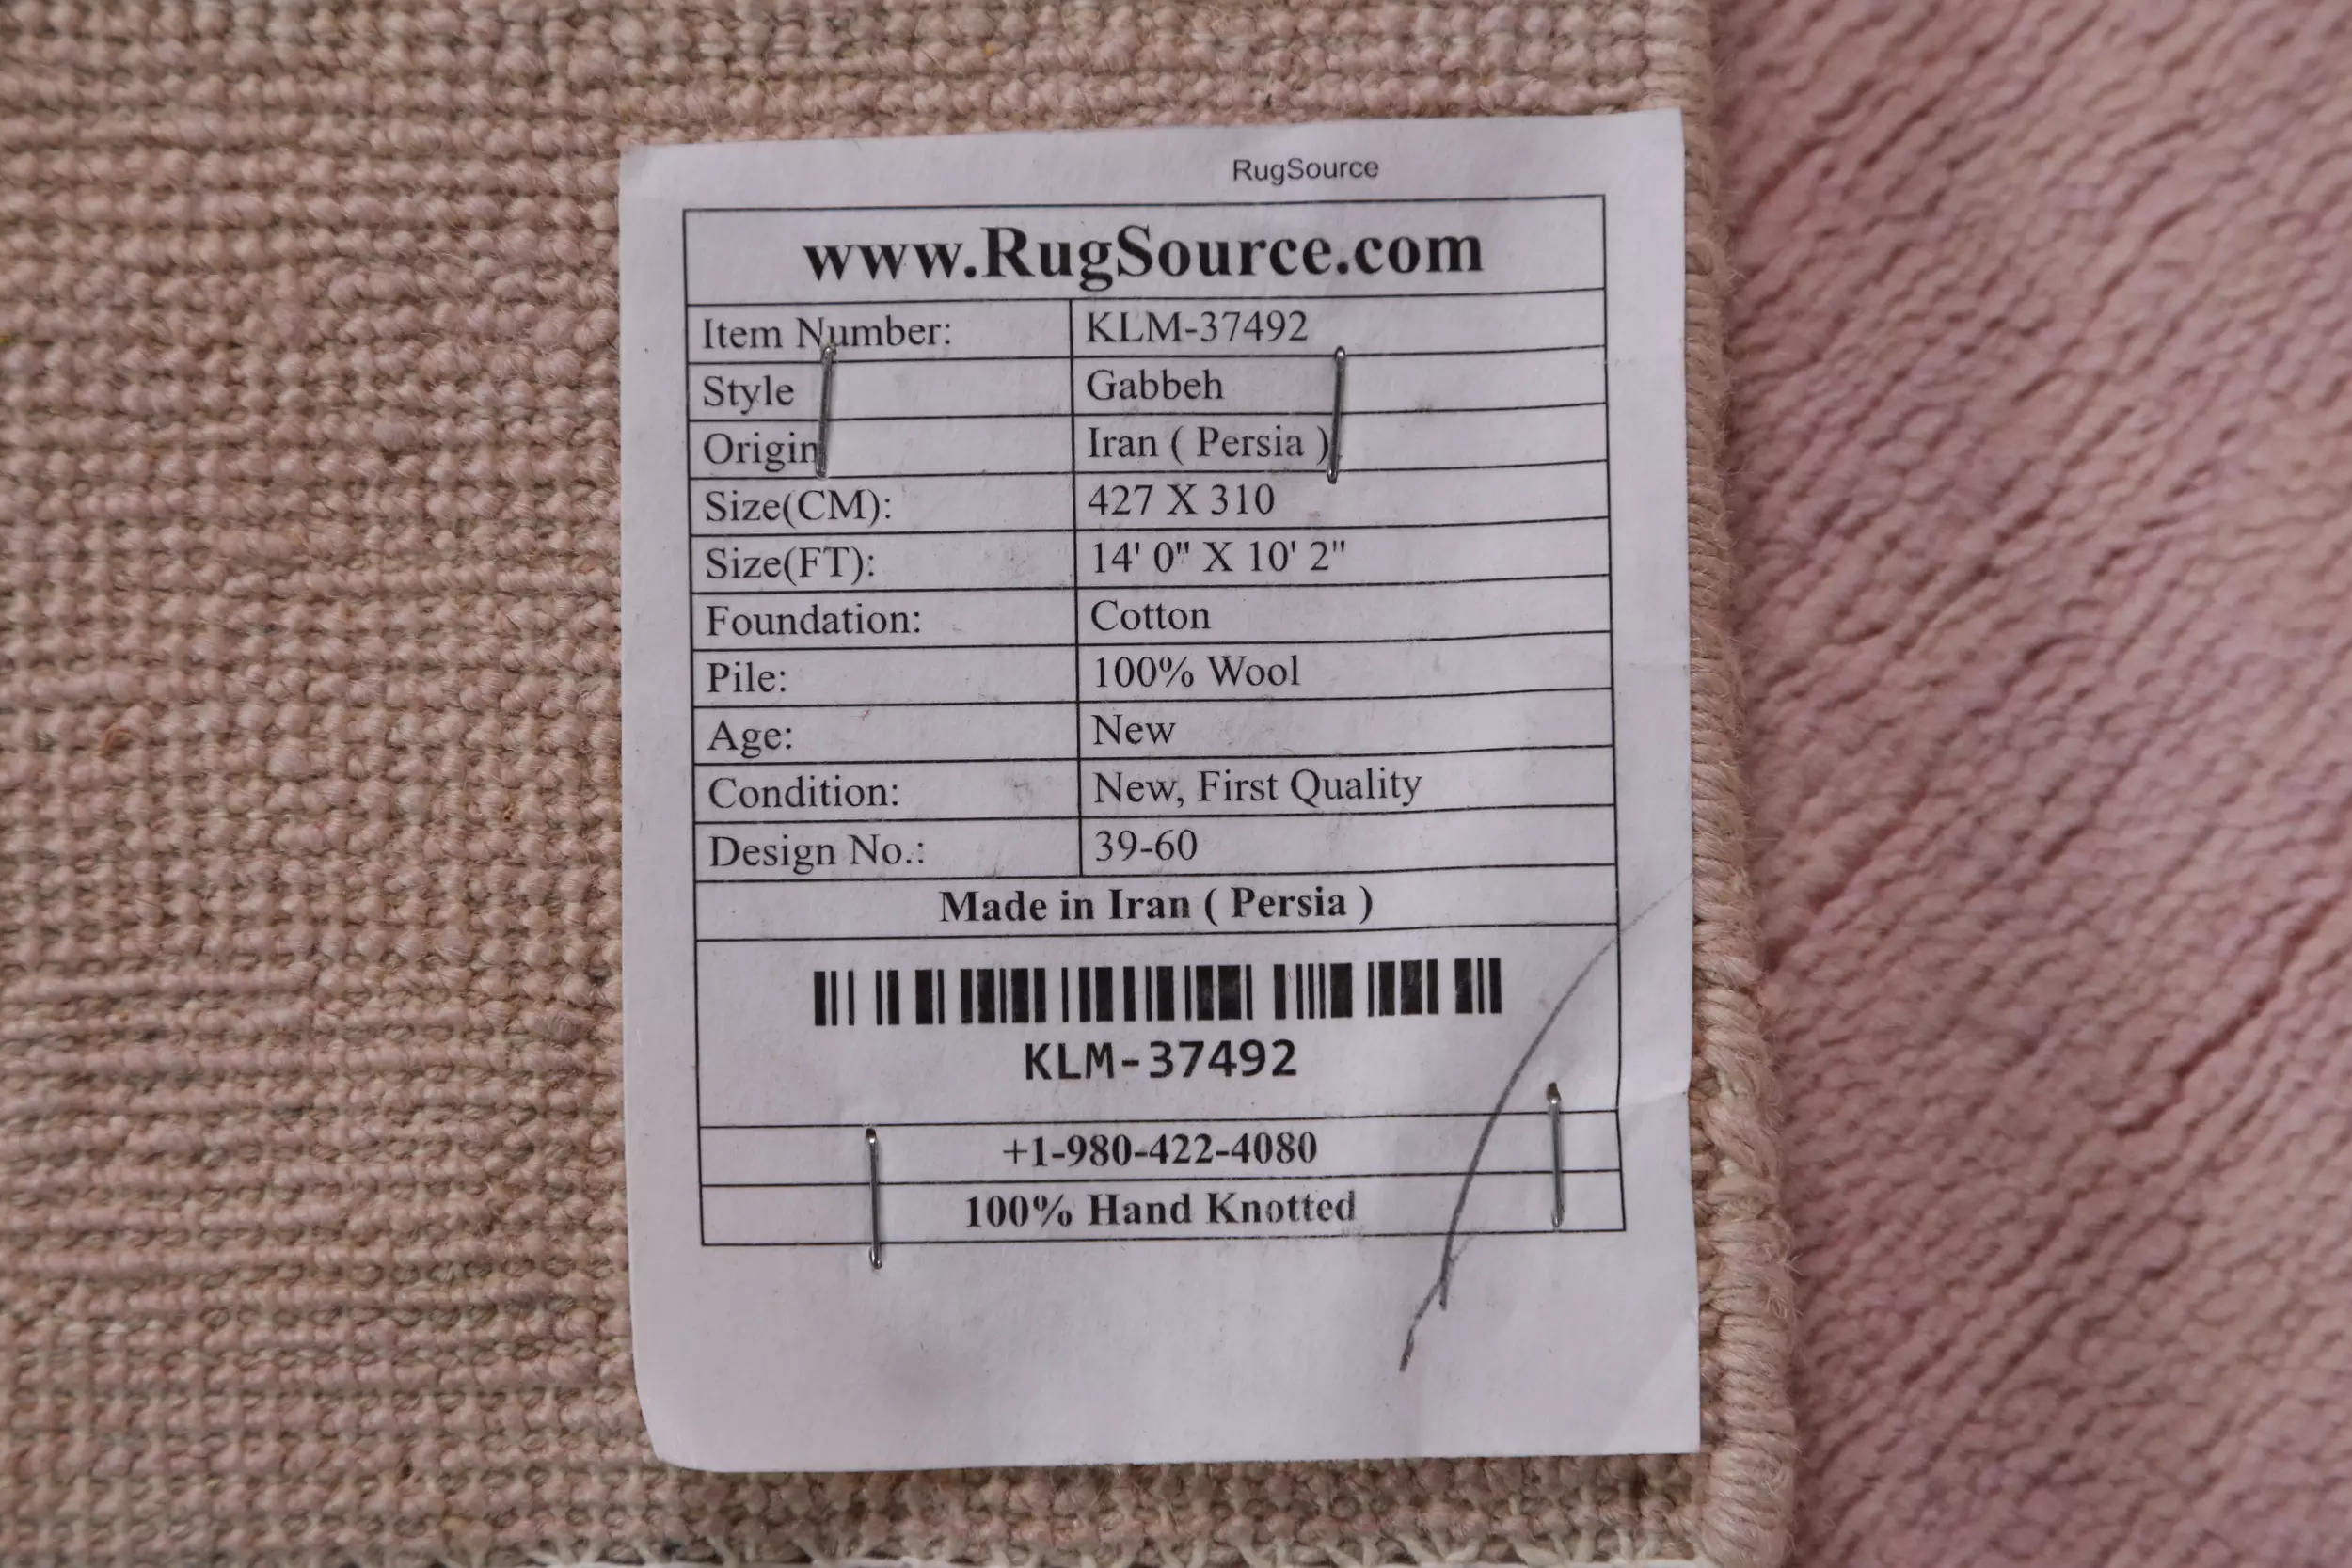 RugSource
www.RugSource.com
Item Number: KLM-37492
Style Gabbeh
Origin Iran ( Persia )
Size(CM): 427 X 310
Size(FT): 14' 0" X 10' 2"
Foundation: Cotton
Pile: 100% Wool
Age: New
Condition: New, First Quality
Design No.: 39-60
Made in Iran ( Persia )
KLM-37492
+1-980-422-4080
100% Hand Knotted